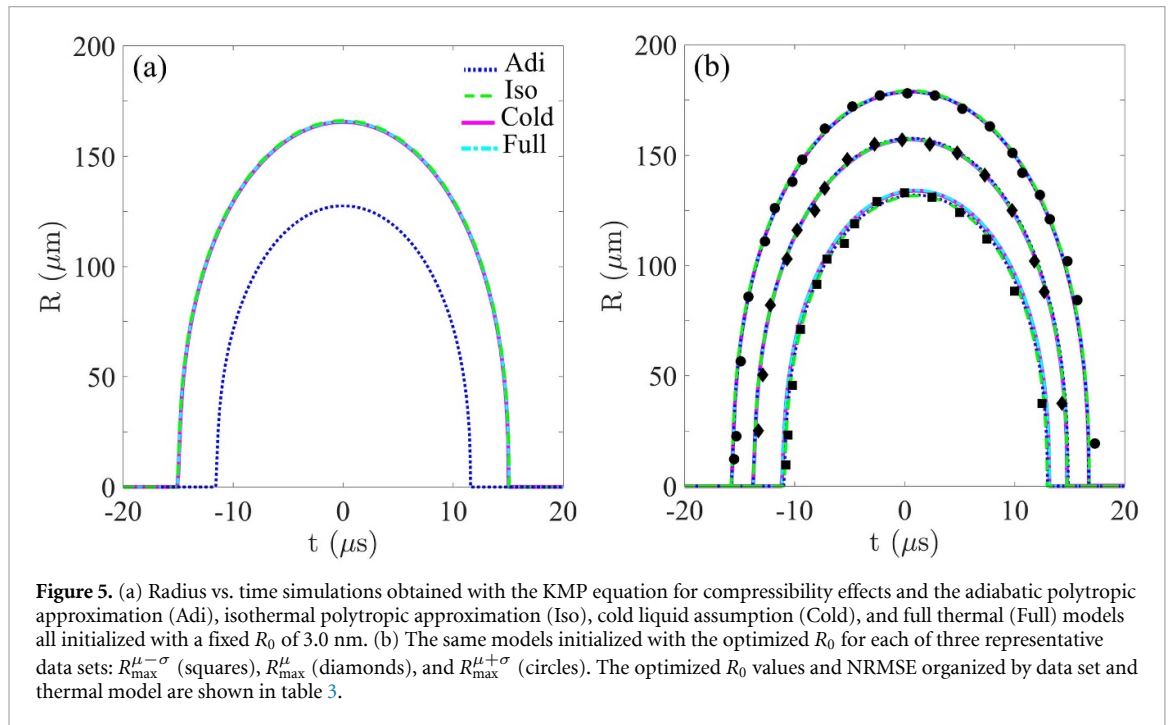 (a)
Adi
Iso
Cold
Full
200
150
100
50
0
R (μm)
-20
-10
0
10
20
t (μs)
(b)
200
150
100
50
0
R (μm)
-20
-10
0
10
20
t (μs)
Figure 5. (a) Radius vs. time simulations obtained with the KMP equation for compressibility effects and the adiabatic polytropic
approximation (Adi), isothermal polytropic approximation (Iso), cold liquid assumption (Cold), and full thermal (Full) models
all initialized with a fixed R₀ of 3.0 nm. (b) The same models initialized with the optimized R₀ for each of three representative
data sets: R_max^{μ−σ} (squares), R_max^{μ} (diamonds), and R_max^{μ+σ} (circles). The optimized R₀ values and NRMSE organized by data set and
thermal model are shown in table 3.